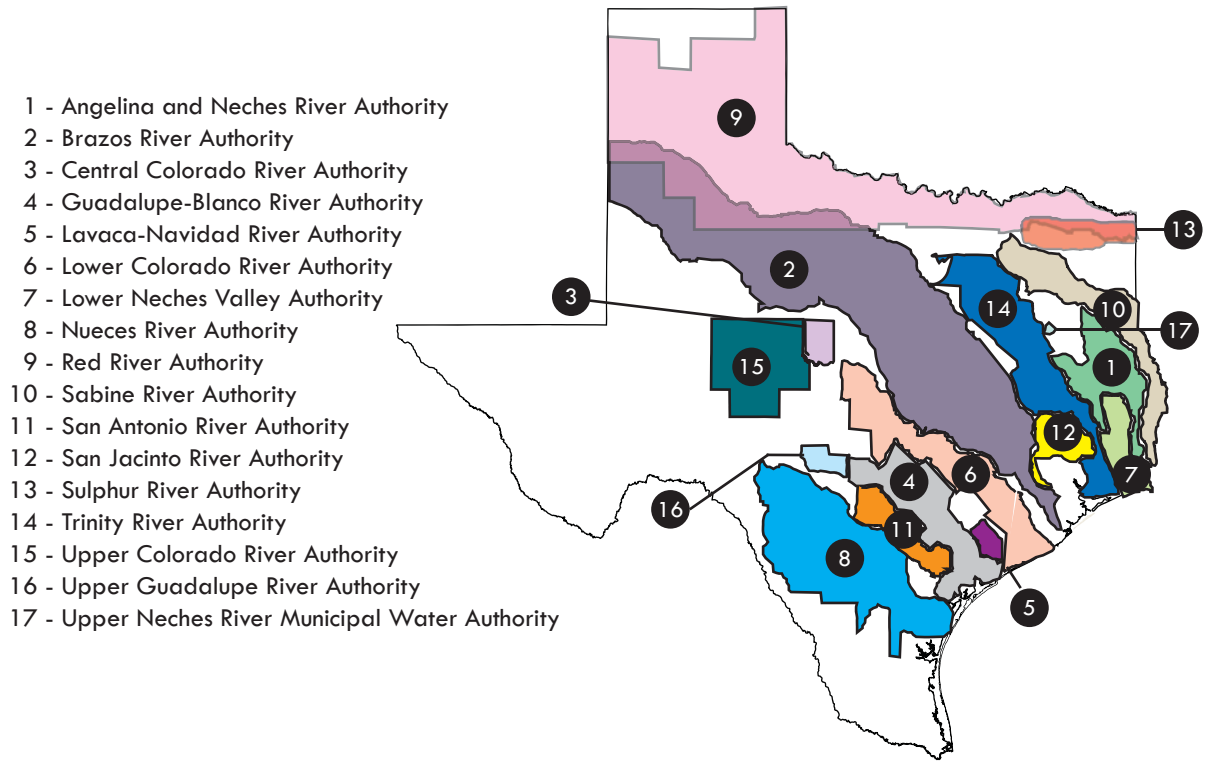 1 - Angelina and Neches River Authority
2 - Brazos River Authority
3 - Central Colorado River Authority
4 - Guadalupe-Blanco River Authority
5 - Lavaca-Navidad River Authority
6 - Lower Colorado River Authority
7 - Lower Neches Valley Authority
8 - Nueces River Authority
9 - Red River Authority
10 - Sabine River Authority
11 - San Antonio River Authority
12 - San Jacinto River Authority
13 - Sulphur River Authority
14 - Trinity River Authority
15 - Upper Colorado River Authority
16 - Upper Guadalupe River Authority
17 - Upper Neches River Municipal Water Authority
9
13
2
3
14
10
17
15
1
12
6
7
4
16
11
8
5